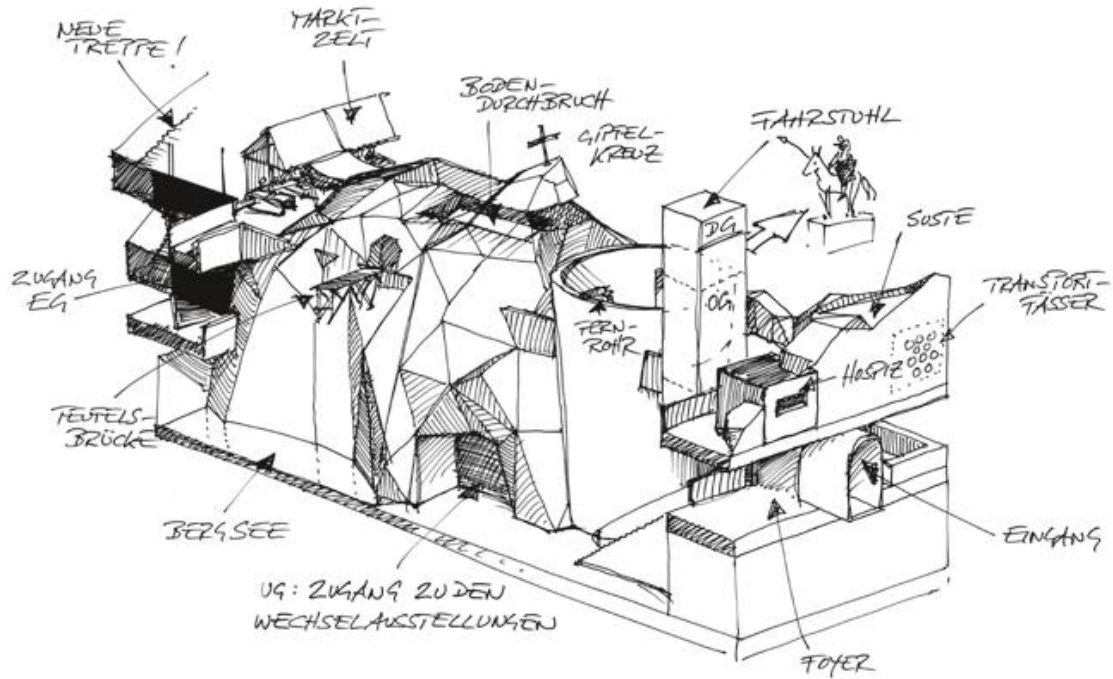 NEUE
TREPPE!
MARKT-
ZELT
BODEN-
DURCHBRUCH
GIPFEL-
KREUZ
FAHRSTUHL
DG
OG
SUSTE
TRANSPORT-
FÄSSER
ZUGANG
EG
FERN-
ROHR
HOSPIZ
TEUFELS-
BRÜCKE
BERGSEE
EINGANG
UG: ZUGANG ZU DEN
WECHSELAUSSTELLUNGEN
FOYER